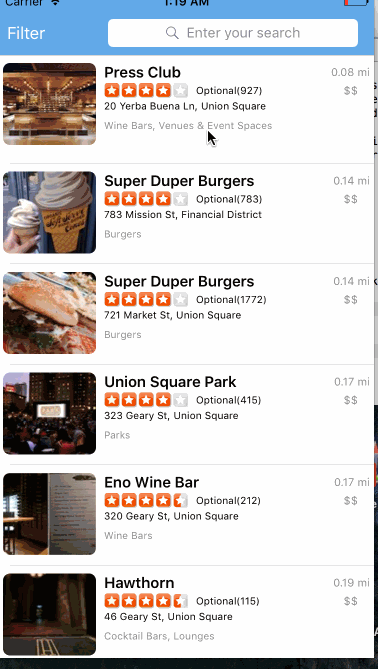 Carrier 1:19 AM
Filter Enter your search
Press Club 0.08 mi
Optional(927) $$
20 Yerba Buena Ln, Union Square
Wine Bars, Venues & Event Spaces
Super Duper Burgers 0.14 mi
Optional(783) $$
783 Mission St, Financial District
Burgers
Super Duper Burgers 0.14 mi
Optional(1772) $$
721 Market St, Union Square
Burgers
Union Square Park 0.17 mi
Optional(415) $$
323 Geary St, Union Square
Parks
Eno Wine Bar 0.17 mi
Optional(212) $$
320 Geary St, Union Square
Wine Bars
Hawthorn 0.19 mi
Optional(115) $$
46 Geary St, Union Square
Cocktail Bars, Lounges